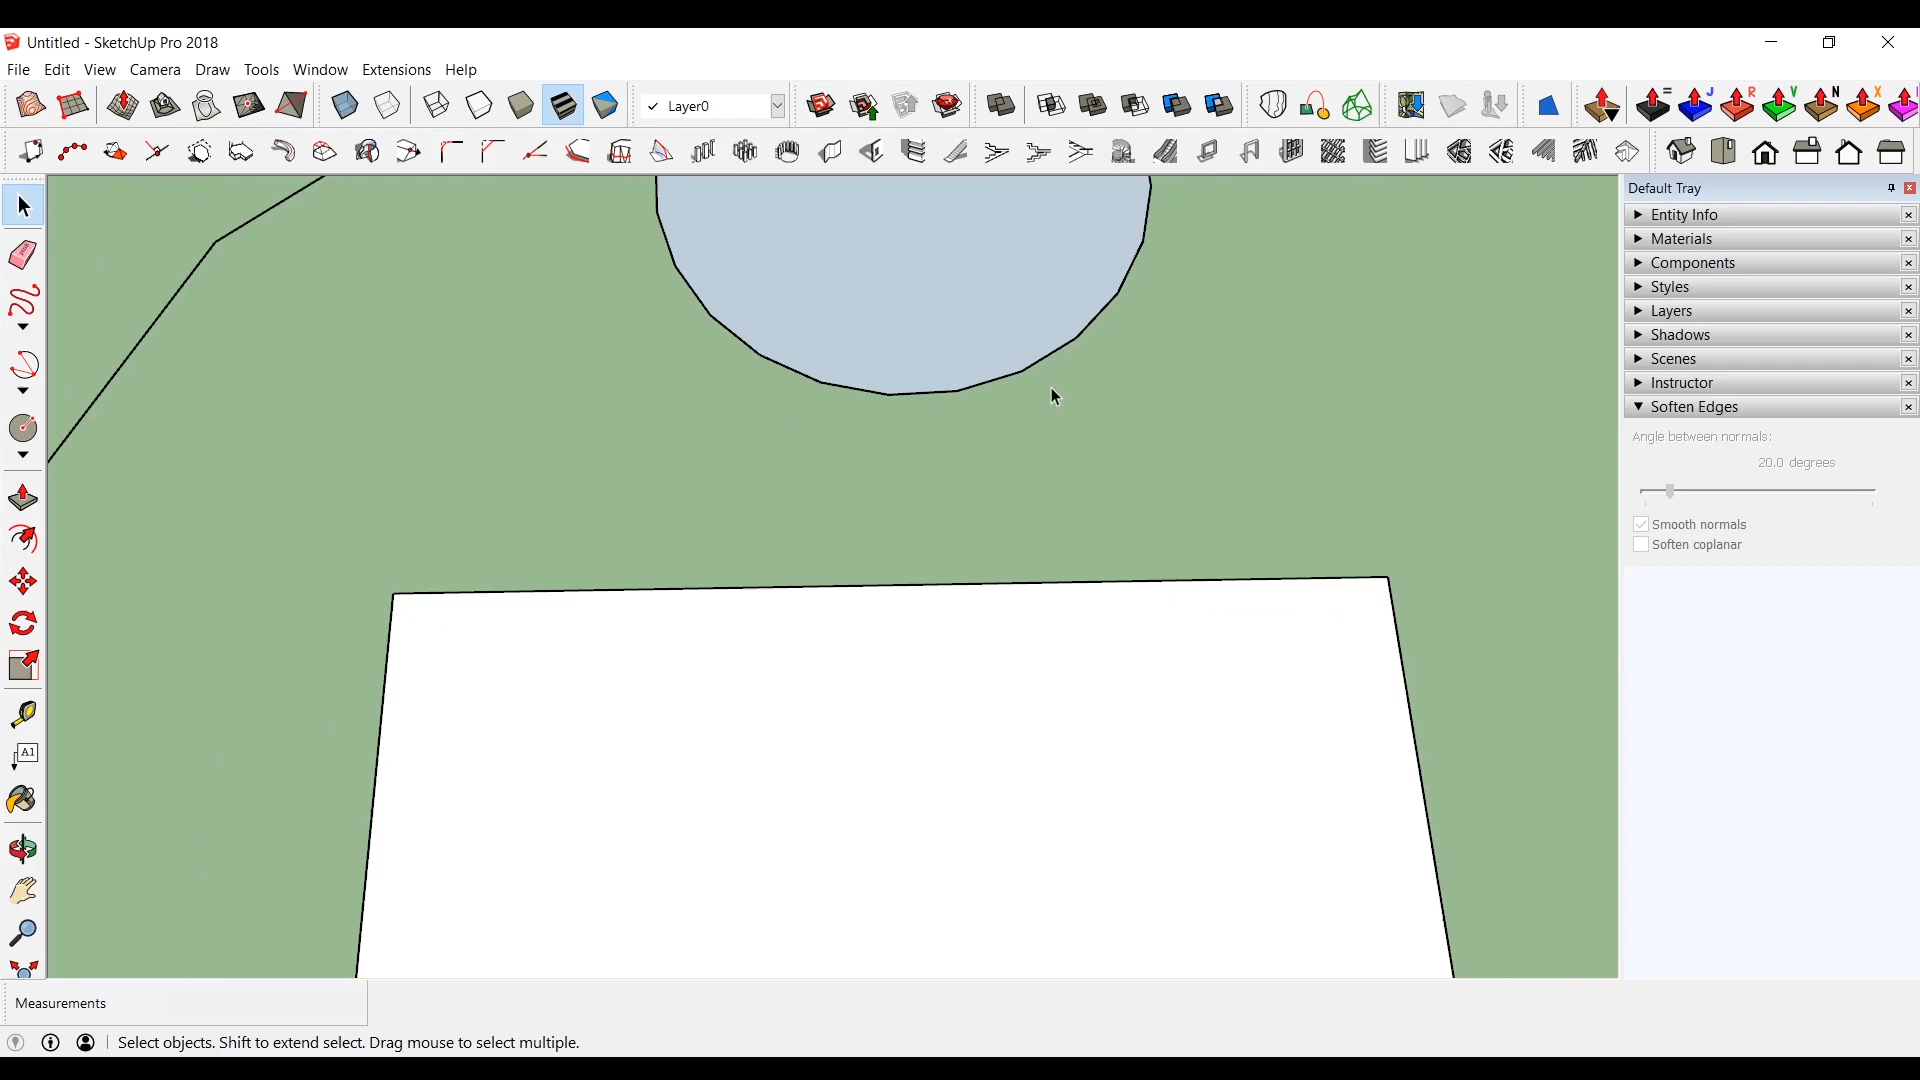 Untitled - SketchUp Pro 2018
File Edit View Camera Draw Tools Window Extensions Help
Layer0
= J R V N X
Default Tray
Entity Info
Materials
Components
Styles
Layers
Shadows
Scenes
Instructor
Soften Edges
Angle between normals:
20.0 degrees
Smooth normals
Soften coplanar
A1
Measurements
Select objects. Shift to extend select. Drag mouse to select multiple.